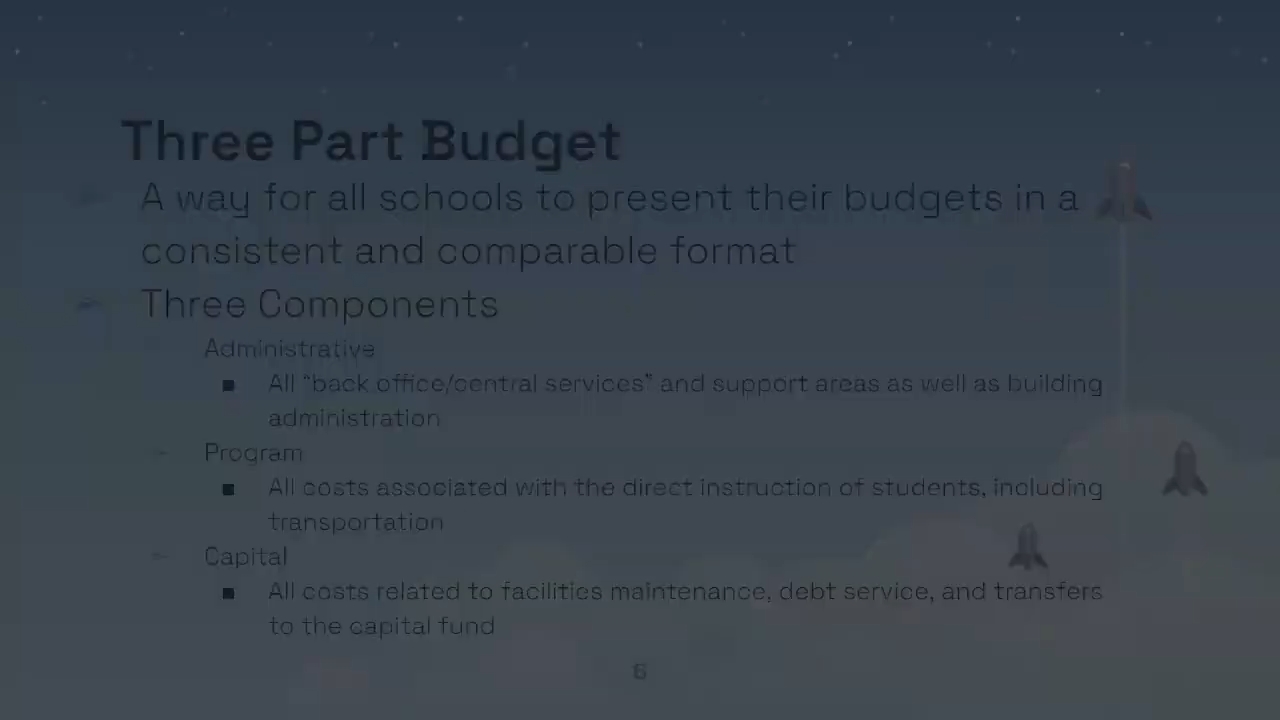 Three Part Budget
A way for all schools to present their budgets in a
consistent and comparable format
Three Components
Administrative
All “back office/central services” and support areas as well as building
administration
Program
All costs associated with the direct instruction of students, including
transportation
Capital
All costs related to facilities maintenance, debt service, and transfers
to the capital fund
6